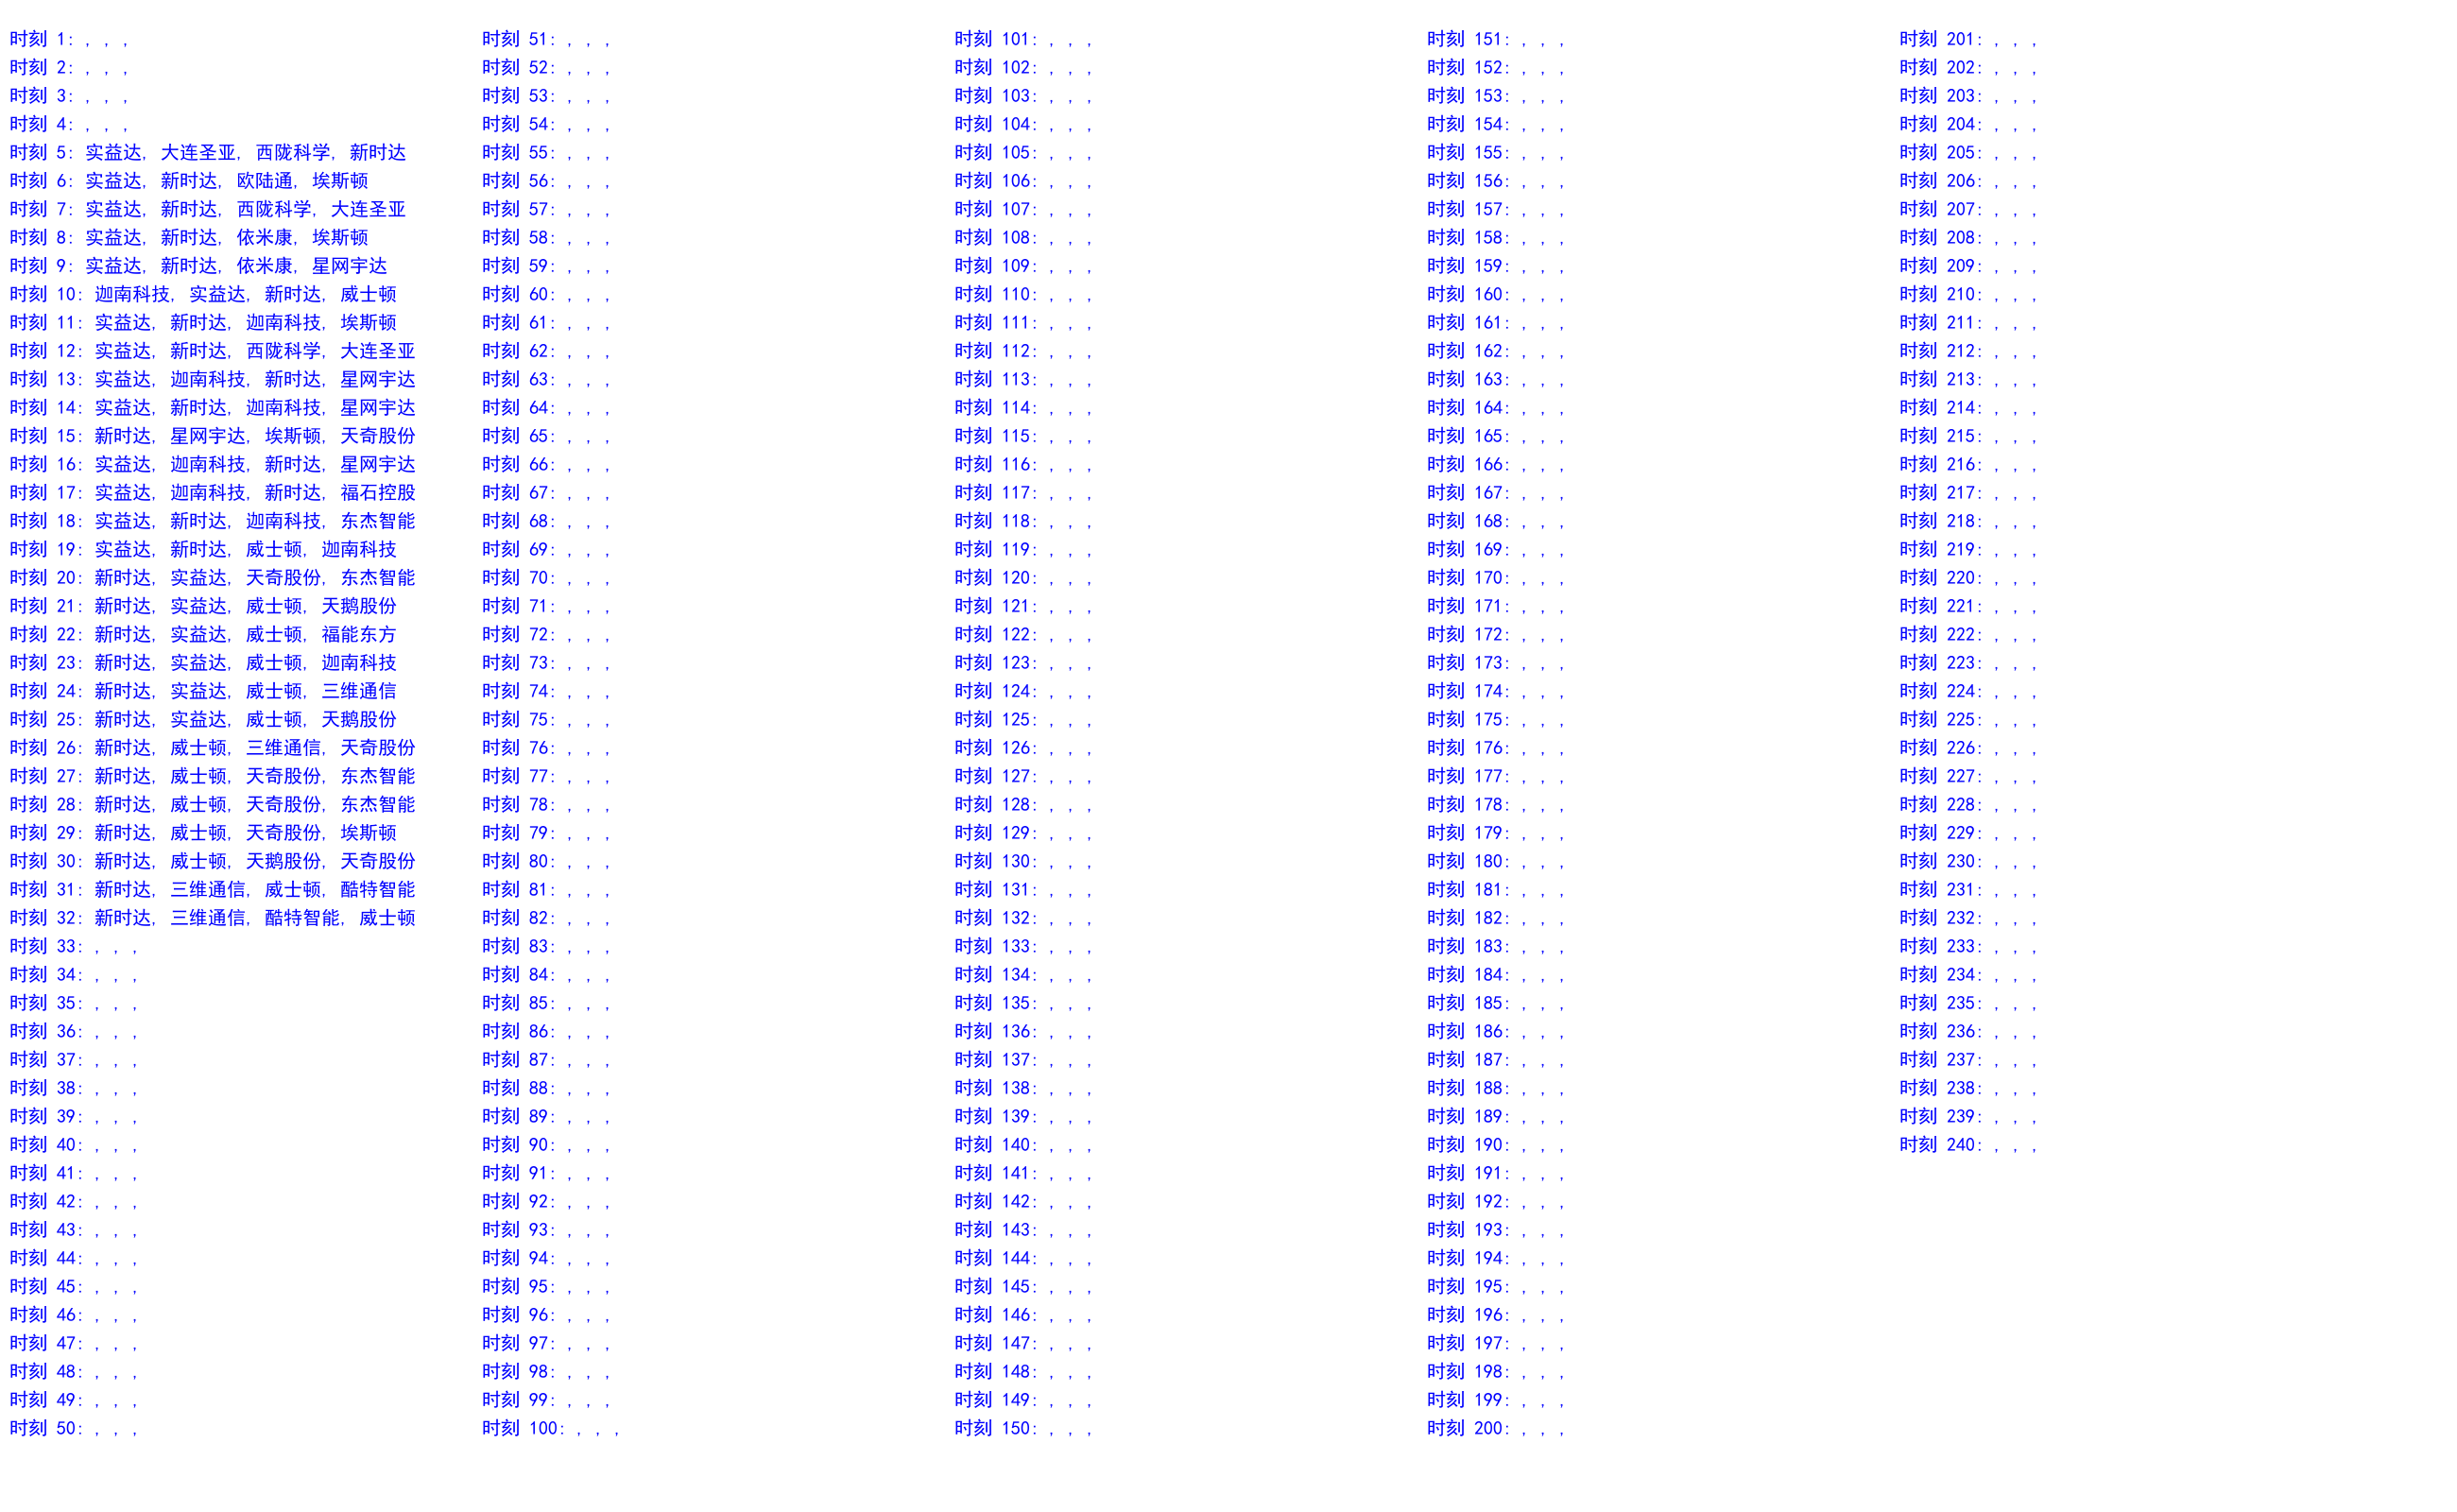 时刻 1: , , ,
时刻 2: , , ,
时刻 3: , , ,
时刻 4: , , ,
时刻 5: 实益达, 大连圣亚, 西陇科学, 新时达
时刻 6: 实益达, 新时达, 欧陆通, 埃斯顿
时刻 7: 实益达, 新时达, 西陇科学, 大连圣亚
时刻 8: 实益达, 新时达, 依米康, 埃斯顿
时刻 9: 实益达, 新时达, 依米康, 星网宇达
时刻 10: 迦南科技, 实益达, 新时达, 威士顿
时刻 11: 实益达, 新时达, 迦南科技, 埃斯顿
时刻 12: 实益达, 新时达, 西陇科学, 大连圣亚
时刻 13: 实益达, 迦南科技, 新时达, 星网宇达
时刻 14: 实益达, 新时达, 迦南科技, 星网宇达
时刻 15: 新时达, 星网宇达, 埃斯顿, 天奇股份
时刻 16: 实益达, 迦南科技, 新时达, 星网宇达
时刻 17: 实益达, 迦南科技, 新时达, 福石控股
时刻 18: 实益达, 新时达, 迦南科技, 东杰智能
时刻 19: 实益达, 新时达, 威士顿, 迦南科技
时刻 20: 新时达, 实益达, 天奇股份, 东杰智能
时刻 21: 新时达, 实益达, 威士顿, 天鹅股份
时刻 22: 新时达, 实益达, 威士顿, 福能东方
时刻 23: 新时达, 实益达, 威士顿, 迦南科技
时刻 24: 新时达, 实益达, 威士顿, 三维通信
时刻 25: 新时达, 实益达, 威士顿, 天鹅股份
时刻 26: 新时达, 威士顿, 三维通信, 天奇股份
时刻 27: 新时达, 威士顿, 天奇股份, 东杰智能
时刻 28: 新时达, 威士顿, 天奇股份, 东杰智能
时刻 29: 新时达, 威士顿, 天奇股份, 埃斯顿
时刻 30: 新时达, 威士顿, 天鹅股份, 天奇股份
时刻 31: 新时达, 三维通信, 威士顿, 酷特智能
时刻 32: 新时达, 三维通信, 酷特智能, 威士顿
时刻 33: , , ,
时刻 34: , , ,
时刻 35: , , ,
时刻 36: , , ,
时刻 37: , , ,
时刻 38: , , ,
时刻 39: , , ,
时刻 40: , , ,
时刻 41: , , ,
时刻 42: , , ,
时刻 43: , , ,
时刻 44: , , ,
时刻 45: , , ,
时刻 46: , , ,
时刻 47: , , ,
时刻 48: , , ,
时刻 49: , , ,
时刻 50: , , ,
时刻 51: , , ,
时刻 52: , , ,
时刻 53: , , ,
时刻 54: , , ,
时刻 55: , , ,
时刻 56: , , ,
时刻 57: , , ,
时刻 58: , , ,
时刻 59: , , ,
时刻 60: , , ,
时刻 61: , , ,
时刻 62: , , ,
时刻 63: , , ,
时刻 64: , , ,
时刻 65: , , ,
时刻 66: , , ,
时刻 67: , , ,
时刻 68: , , ,
时刻 69: , , ,
时刻 70: , , ,
时刻 71: , , ,
时刻 72: , , ,
时刻 73: , , ,
时刻 74: , , ,
时刻 75: , , ,
时刻 76: , , ,
时刻 77: , , ,
时刻 78: , , ,
时刻 79: , , ,
时刻 80: , , ,
时刻 81: , , ,
时刻 82: , , ,
时刻 83: , , ,
时刻 84: , , ,
时刻 85: , , ,
时刻 86: , , ,
时刻 87: , , ,
时刻 88: , , ,
时刻 89: , , ,
时刻 90: , , ,
时刻 91: , , ,
时刻 92: , , ,
时刻 93: , , ,
时刻 94: , , ,
时刻 95: , , ,
时刻 96: , , ,
时刻 97: , , ,
时刻 98: , , ,
时刻 99: , , ,
时刻 100: , , ,
时刻 101: , , ,
时刻 102: , , ,
时刻 103: , , ,
时刻 104: , , ,
时刻 105: , , ,
时刻 106: , , ,
时刻 107: , , ,
时刻 108: , , ,
时刻 109: , , ,
时刻 110: , , ,
时刻 111: , , ,
时刻 112: , , ,
时刻 113: , , ,
时刻 114: , , ,
时刻 115: , , ,
时刻 116: , , ,
时刻 117: , , ,
时刻 118: , , ,
时刻 119: , , ,
时刻 120: , , ,
时刻 121: , , ,
时刻 122: , , ,
时刻 123: , , ,
时刻 124: , , ,
时刻 125: , , ,
时刻 126: , , ,
时刻 127: , , ,
时刻 128: , , ,
时刻 129: , , ,
时刻 130: , , ,
时刻 131: , , ,
时刻 132: , , ,
时刻 133: , , ,
时刻 134: , , ,
时刻 135: , , ,
时刻 136: , , ,
时刻 137: , , ,
时刻 138: , , ,
时刻 139: , , ,
时刻 140: , , ,
时刻 141: , , ,
时刻 142: , , ,
时刻 143: , , ,
时刻 144: , , ,
时刻 145: , , ,
时刻 146: , , ,
时刻 147: , , ,
时刻 148: , , ,
时刻 149: , , ,
时刻 150: , , ,
时刻 151: , , ,
时刻 152: , , ,
时刻 153: , , ,
时刻 154: , , ,
时刻 155: , , ,
时刻 156: , , ,
时刻 157: , , ,
时刻 158: , , ,
时刻 159: , , ,
时刻 160: , , ,
时刻 161: , , ,
时刻 162: , , ,
时刻 163: , , ,
时刻 164: , , ,
时刻 165: , , ,
时刻 166: , , ,
时刻 167: , , ,
时刻 168: , , ,
时刻 169: , , ,
时刻 170: , , ,
时刻 171: , , ,
时刻 172: , , ,
时刻 173: , , ,
时刻 174: , , ,
时刻 175: , , ,
时刻 176: , , ,
时刻 177: , , ,
时刻 178: , , ,
时刻 179: , , ,
时刻 180: , , ,
时刻 181: , , ,
时刻 182: , , ,
时刻 183: , , ,
时刻 184: , , ,
时刻 185: , , ,
时刻 186: , , ,
时刻 187: , , ,
时刻 188: , , ,
时刻 189: , , ,
时刻 190: , , ,
时刻 191: , , ,
时刻 192: , , ,
时刻 193: , , ,
时刻 194: , , ,
时刻 195: , , ,
时刻 196: , , ,
时刻 197: , , ,
时刻 198: , , ,
时刻 199: , , ,
时刻 200: , , ,
时刻 201: , , ,
时刻 202: , , ,
时刻 203: , , ,
时刻 204: , , ,
时刻 205: , , ,
时刻 206: , , ,
时刻 207: , , ,
时刻 208: , , ,
时刻 209: , , ,
时刻 210: , , ,
时刻 211: , , ,
时刻 212: , , ,
时刻 213: , , ,
时刻 214: , , ,
时刻 215: , , ,
时刻 216: , , ,
时刻 217: , , ,
时刻 218: , , ,
时刻 219: , , ,
时刻 220: , , ,
时刻 221: , , ,
时刻 222: , , ,
时刻 223: , , ,
时刻 224: , , ,
时刻 225: , , ,
时刻 226: , , ,
时刻 227: , , ,
时刻 228: , , ,
时刻 229: , , ,
时刻 230: , , ,
时刻 231: , , ,
时刻 232: , , ,
时刻 233: , , ,
时刻 234: , , ,
时刻 235: , , ,
时刻 236: , , ,
时刻 237: , , ,
时刻 238: , , ,
时刻 239: , , ,
时刻 240: , , ,